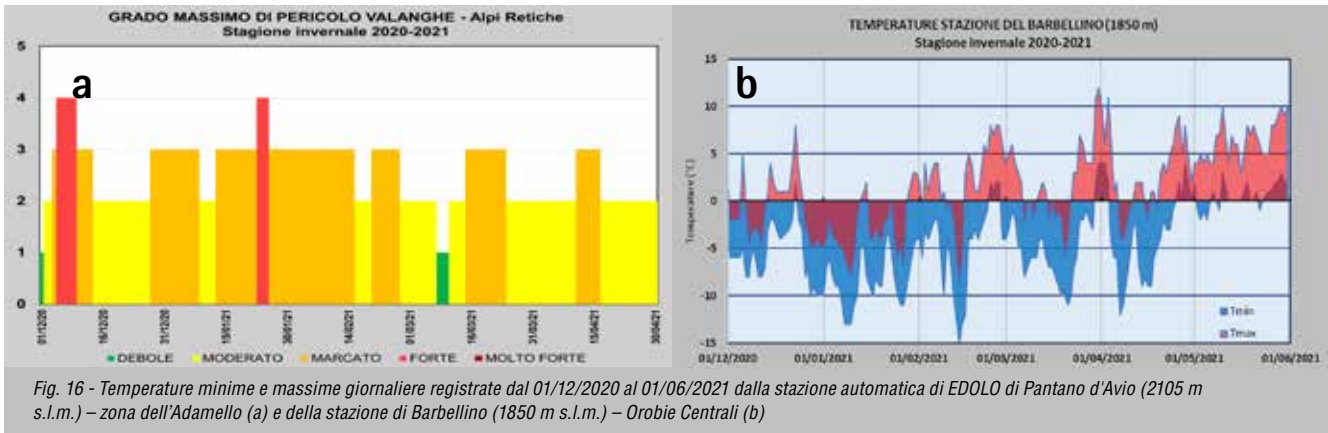 GRADO MASSIMO DI PERICOLO VALANGHE - Alpi Retiche
Stagione invernale 2020-2021
a
5
4
3
2
1
0
01/12/20
16/12/20
31/12/20
15/01/21
30/01/21
14/02/21
01/03/21
16/03/21
31/03/21
15/04/21
30/04/21
DEBOLE MODERATO MARCATO FORTE MOLTO FORTE
TEMPERATURE STAZIONE DEL BARBELLINO (1850 m)
Stagione invernale 2020-2021
b
Temperature (°C)
15
10
5
0
-5
-10
-15
01/12/2020 01/01/2021 01/02/2021 01/03/2021 01/04/2021 01/05/2021 01/06/2021
Tmin
Tmax
Fig. 16 - Temperature minime e massime giornaliere registrate dal 01/12/2020 al 01/06/2021 dalla stazione automatica di EDOLO di Pantano d'Avio (2105 m
s.l.m.) – zona dell'Adamello (a) e della stazione di Barbellino (1850 m s.l.m.) – Orobie Centrali (b)